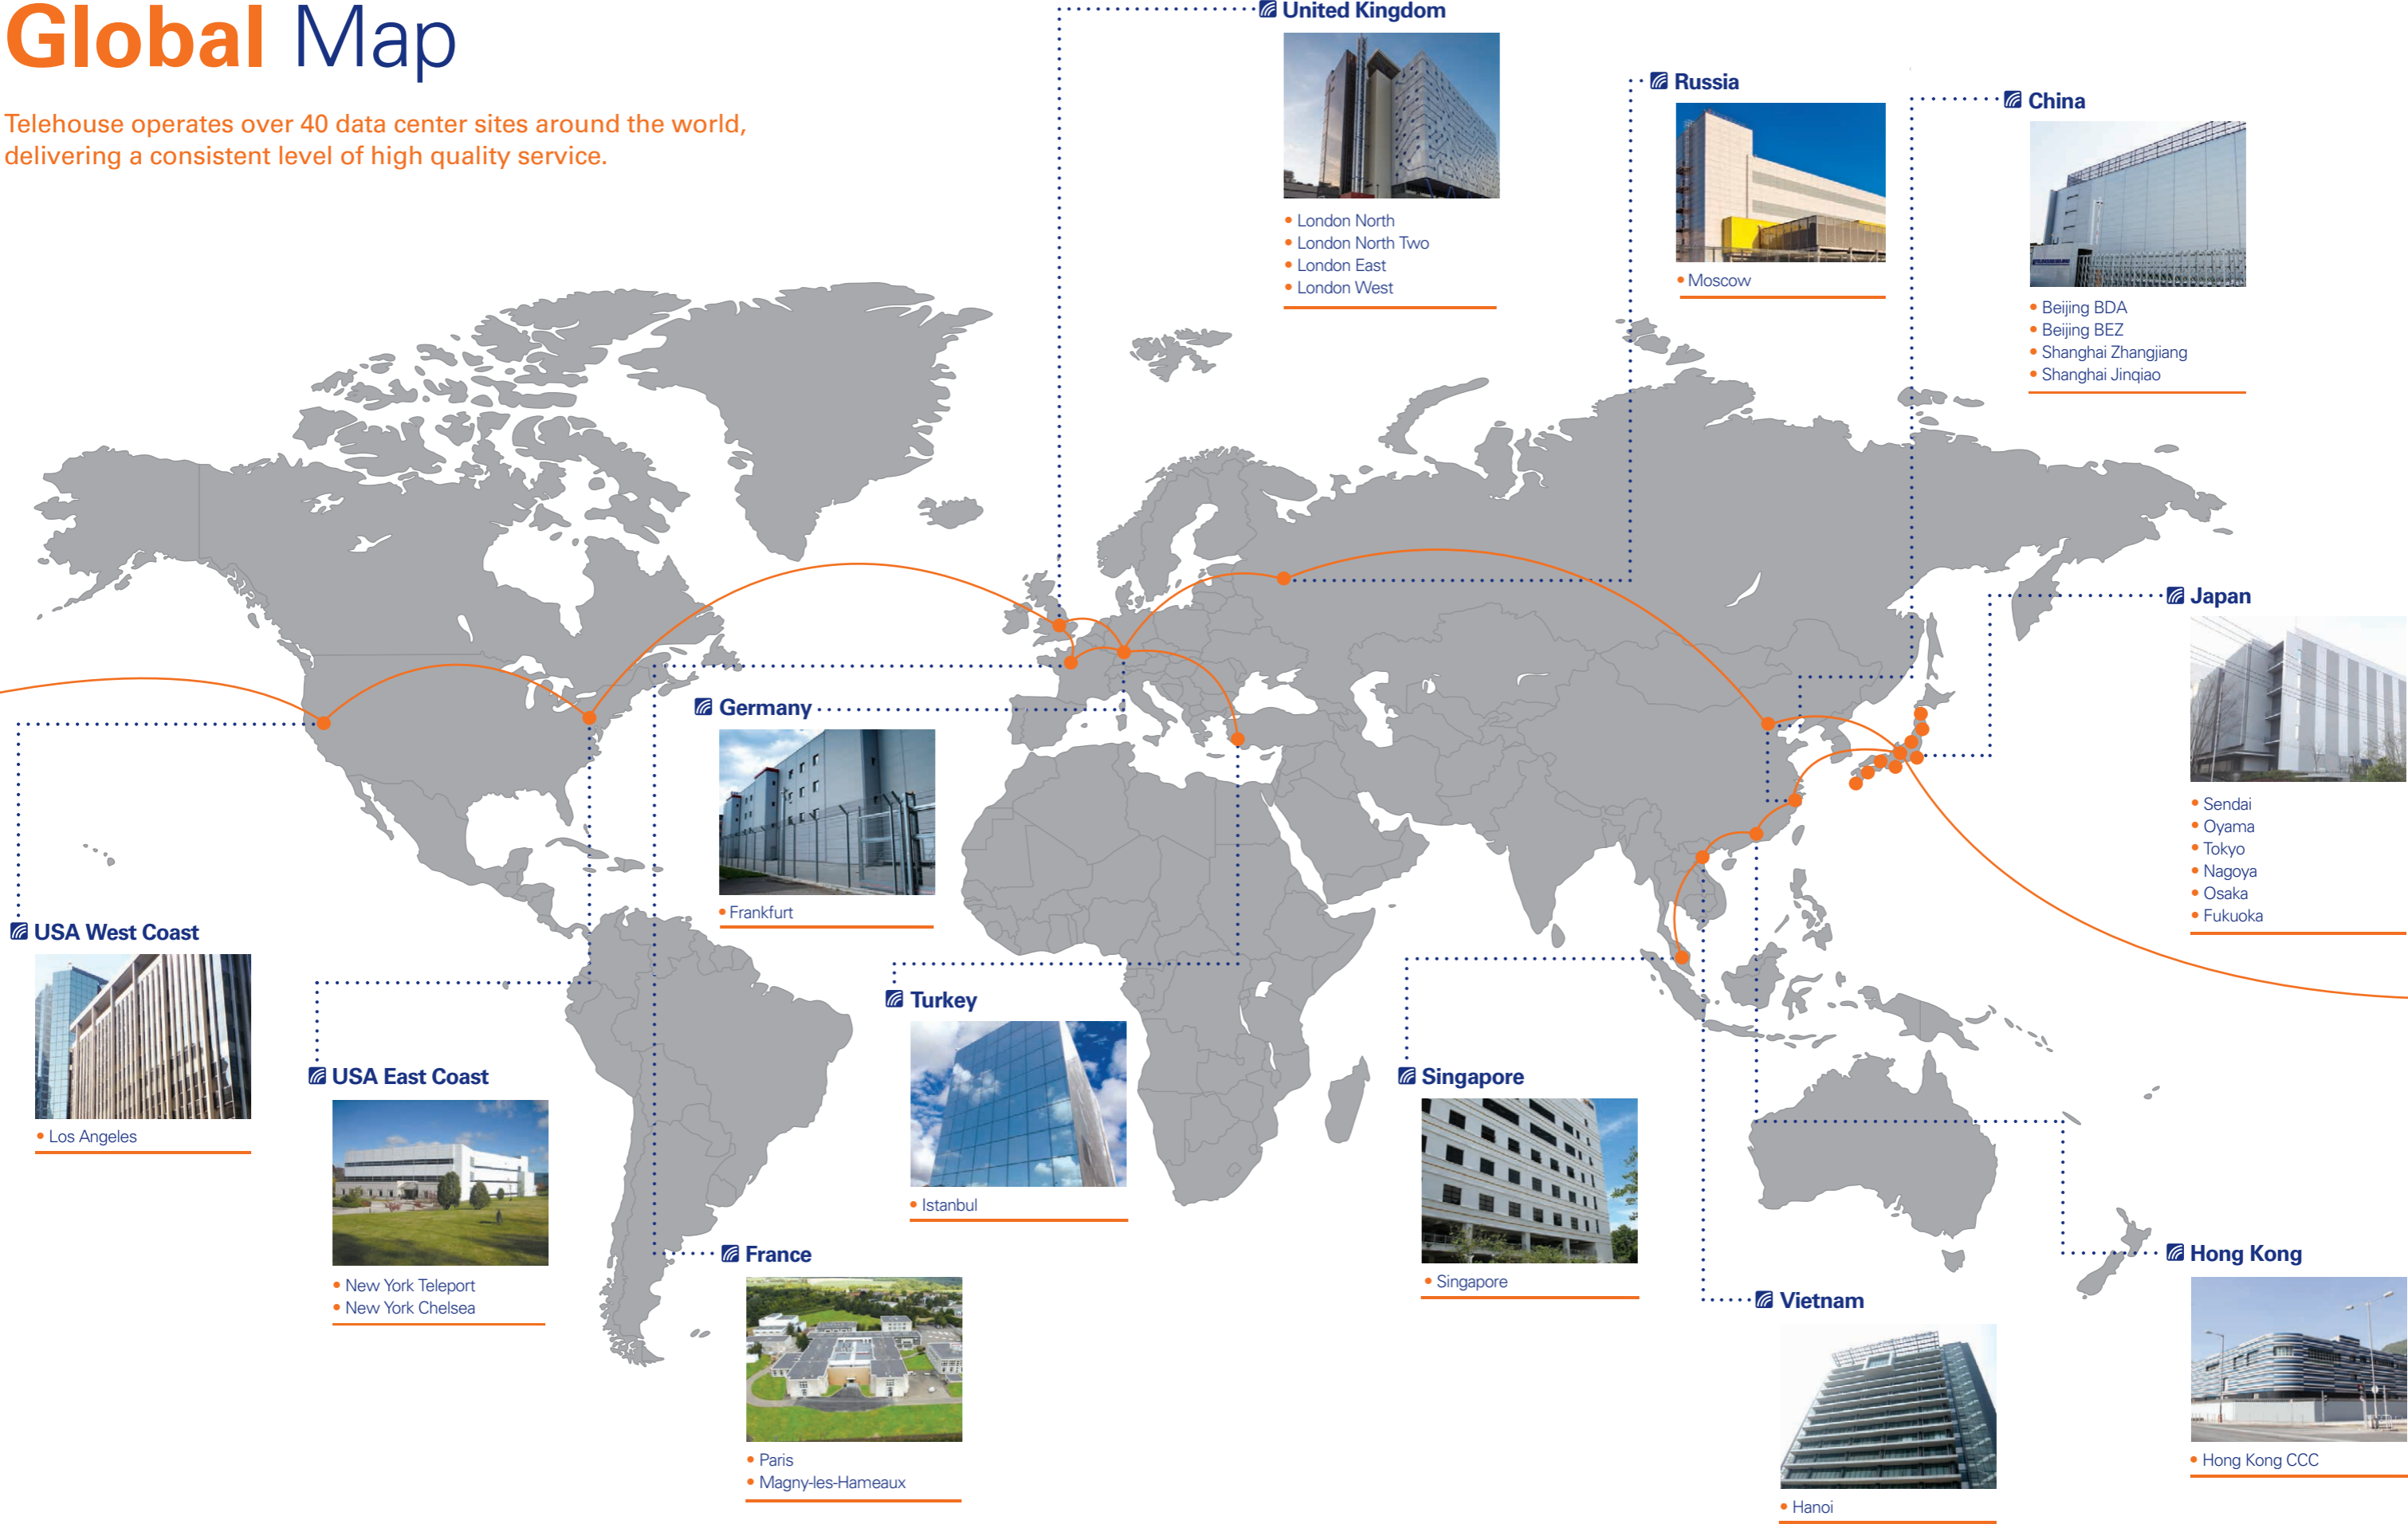 Global Map
Telehouse operates over 40 data center sites around the world,
delivering a consistent level of high quality service.
United Kingdom
London North
London North Two
London East
London West
Russia
Moscow
China
Beijing BDA
Beijing BEZ
Shanghai Zhangjiang
Shanghai Jinqiao
Japan
Sendai
Oyama
Tokyo
Nagoya
Osaka
Fukuoka
Germany
Frankfurt
USA West Coast
Los Angeles
USA East Coast
New York Teleport
New York Chelsea
Turkey
Istanbul
France
Paris
Magny-les-Hameaux
Singapore
Singapore
Vietnam
Hanoi
Hong Kong
Hong Kong CCC